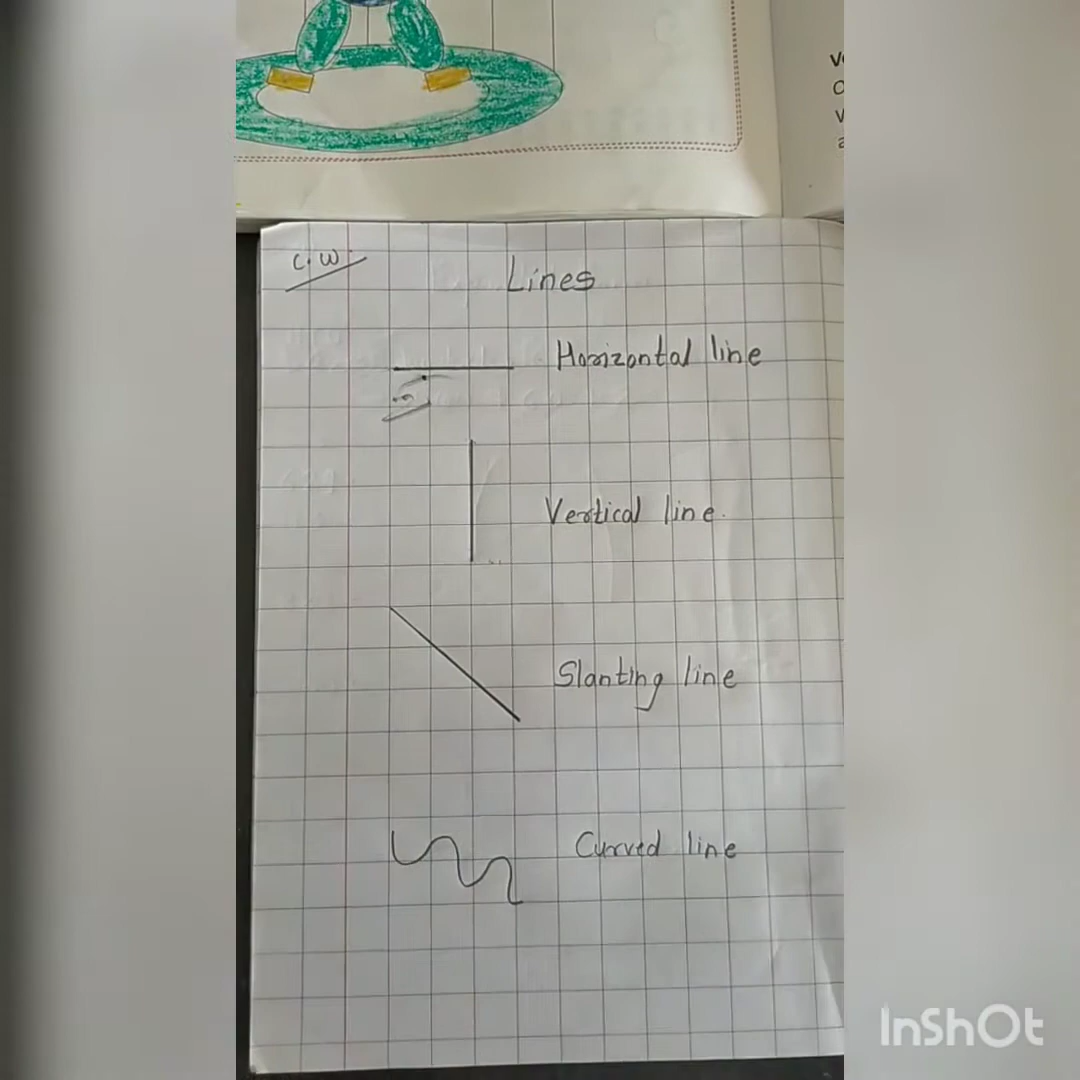 C.W.
Lines
Horizontal line
Vertical line.
Slanting line
Curved line
InShOt